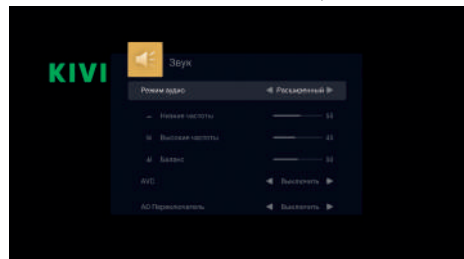 KIVI
Звук
Режим аудио Расширенный
Низкие частоты
Высокие частоты
Баланс
AVL Выключить
AD Переключатель Выключить